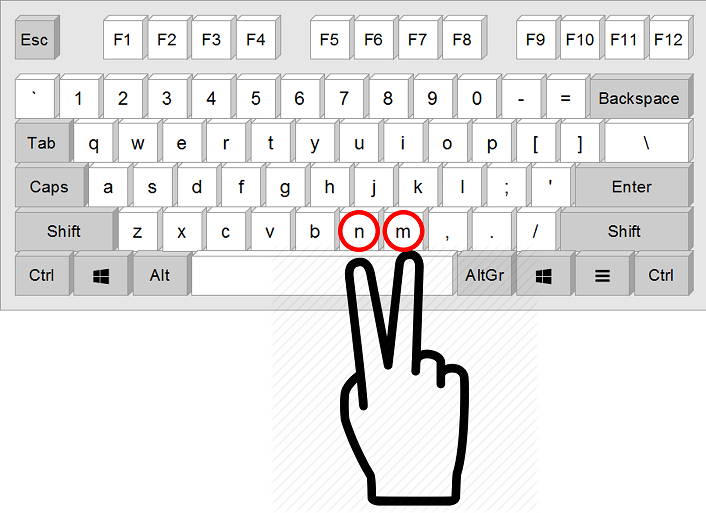 Esc F1 F2 F3 F4 F5 F6 F7 F8 F9 F10 F11 F12
` 1 2 3 4 5 6 7 8 9 0 - = Backspace
Tab q w e r t y u i o p [ ] \
Caps a s d f g h j k l ; ' Enter
Shift z x c v b n m , . / Shift
Ctrl Alt AltGr Ctrl